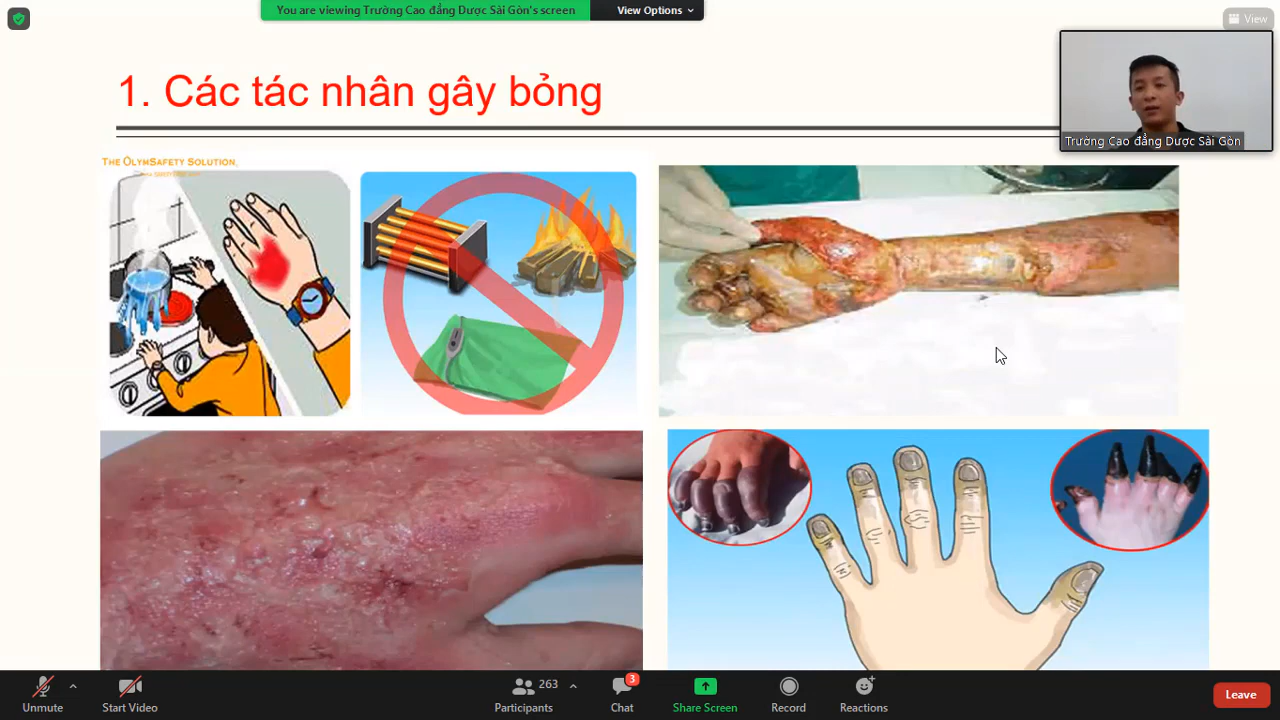 You are viewing Trường Cao đẳng Dược Sài Gòn's screen
View Options
View
1. Các tác nhân gây bỏng
Trường Cao đẳng Dược Sài Gòn
THE OLYMSAFETY SOLUTION
Unmute
Start Video
263
Participants
3
Chat
Share Screen
Record
Reactions
Leave